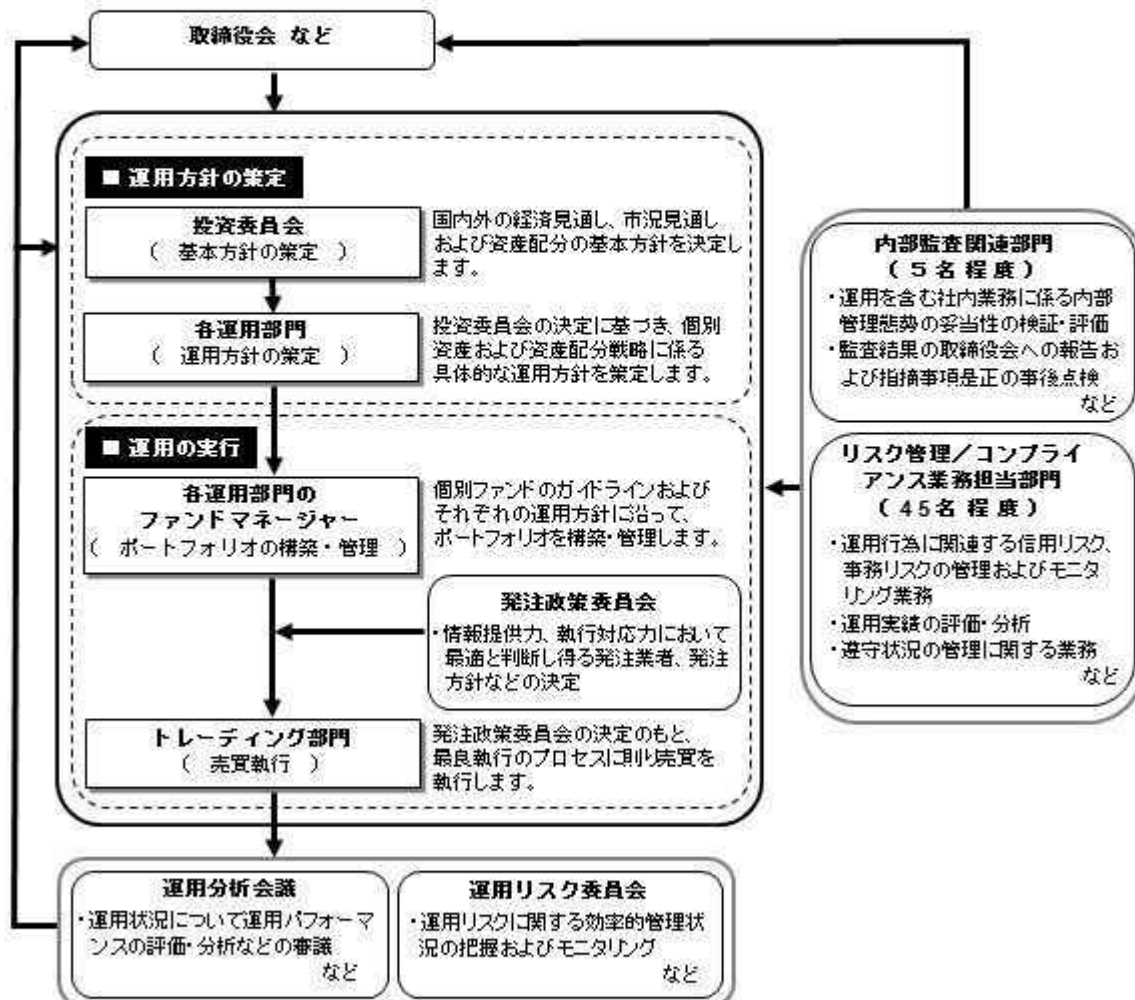 取締役会 など
■ 運用方針の策定
投資委員会
（ 基本方針の策定 ）
国内外の経済見通し、市況見通し
および資産配分の基本方針を決定し
ます。
各運用部門
（ 運用方針の策定 ）
投資委員会の決定に基づき、個別
資産および資産配分戦略に係る
具体的な運用方針を策定します。
■ 運用の実行
各運用部門の
ファンドマネージャー
（ ポートフォリオの構築・管理 ）
個別ファンドのガイドラインおよび
それぞれの運用方針に沿って、
ポートフォリオを構築・管理します。
発注政策委員会
・情報提供力、執行対応力において
最適と判断し得る発注業者、発注
方針などの決定
トレーディング部門
（ 売買執行 ）
発注政策委員会の決定のもと、
最良執行のプロセスに則り売買を
執行します。
運用分析会議
・運用状況について運用パフォーマ
ンスの評価・分析などの審議
など
運用リスク委員会
・運用リスクに関する効率的管理状
況の把握およびモニタリング
など
内部監査関連部門
（ 5名程度 ）
・運用を含む社内業務に係る内部
管理態勢の妥当性の検証・評価
・監査結果の取締役会への報告お
よび指摘事項是正の事後点検
など
リスク管理／コンプライ
アンス業務担当部門
（ 45名程度 ）
・運用行為に関連する信用リスク、
事務リスクの管理およびモニタ
リング業務
・運用実績の評価・分析
・遵守状況の管理に関する業務
など